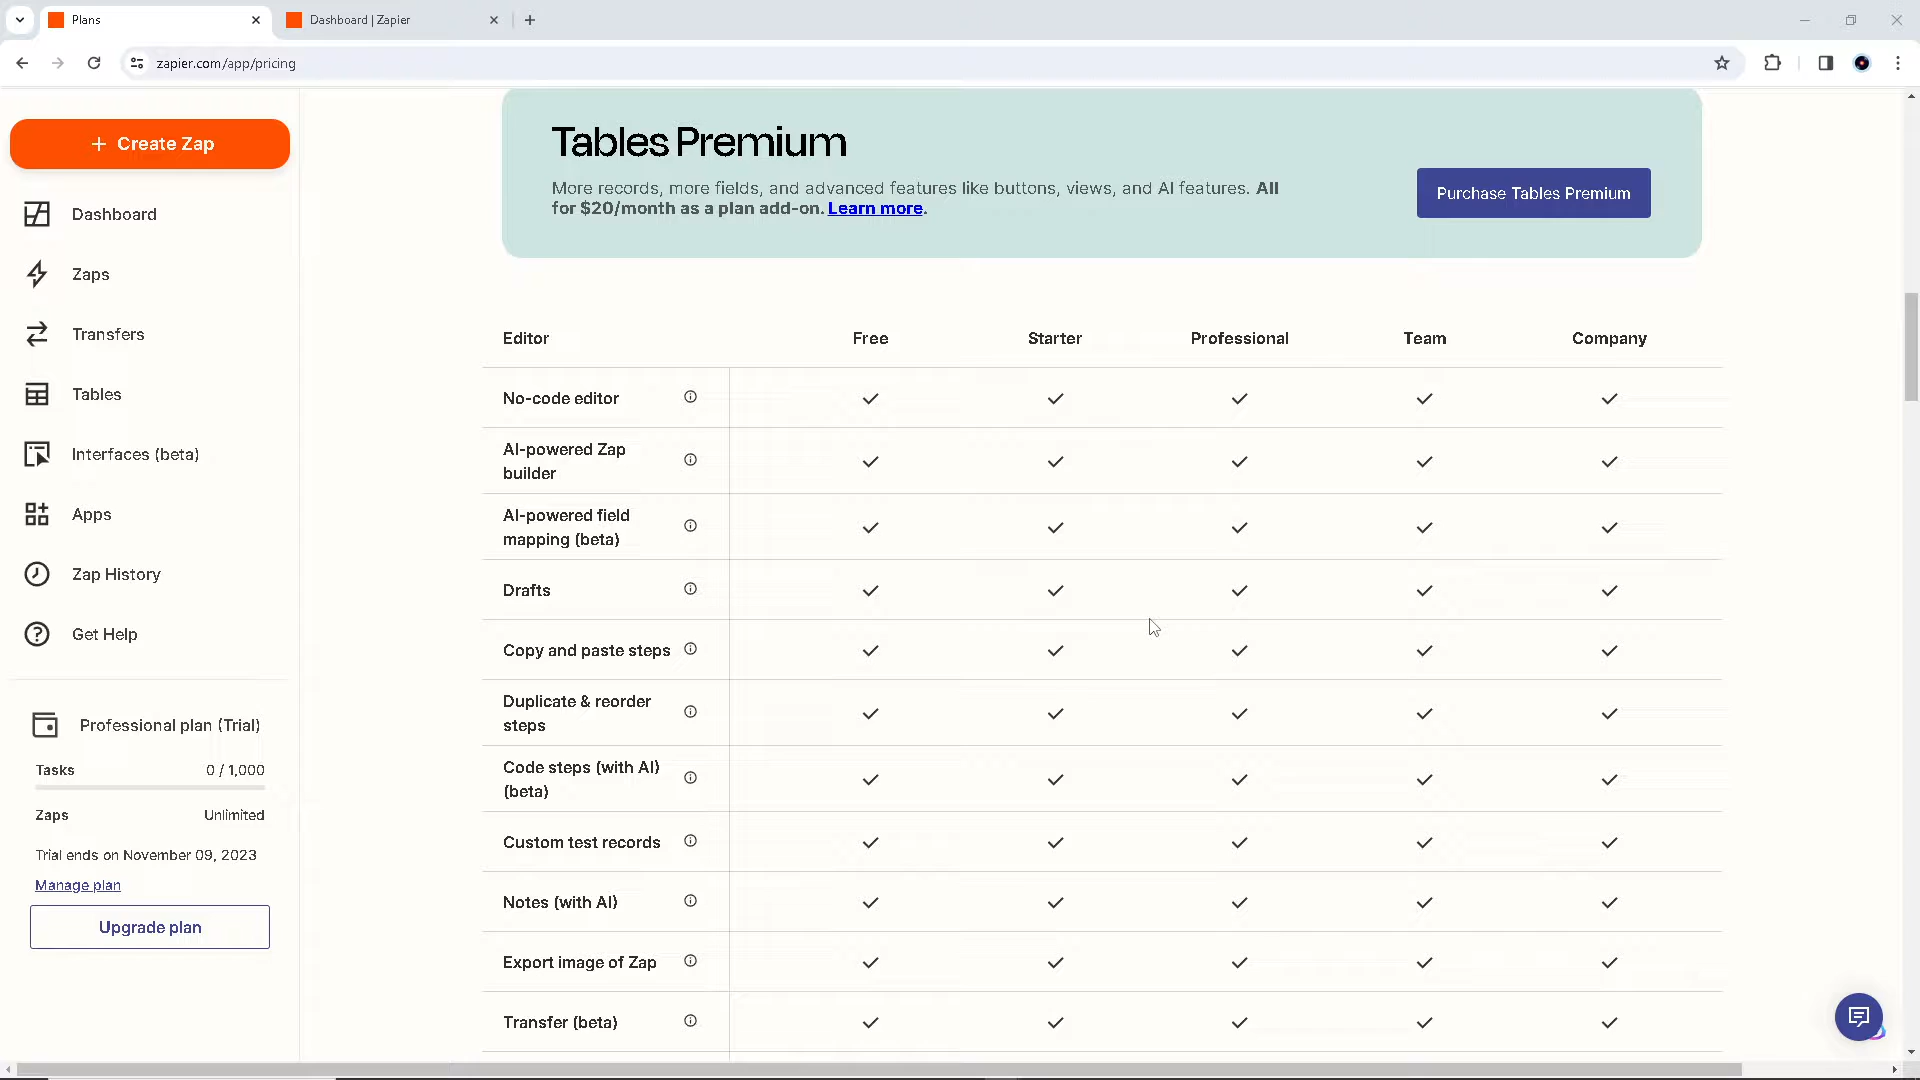 Plans
Dashboard | Zapier
zapier.com/app/pricing
Create Zap
Dashboard
Zaps
Transfers
Tables
Interfaces (beta)
Apps
Zap History
Get Help
Professional plan (Trial)
Tasks 0 / 1,000
Zaps Unlimited
Trial ends on November 09, 2023
Manage plan
Upgrade plan
Tables Premium
More records, more fields, and advanced features like buttons, views, and AI features. All
for $20/month as a plan add-on. Learn more.
Purchase Tables Premium
Editor Free Starter Professional Team Company
No-code editor
AI-powered Zap
builder
AI-powered field
mapping (beta)
Drafts
Copy and paste steps
Duplicate & reorder
steps
Code steps (with AI)
(beta)
Custom test records
Notes (with AI)
Export image of Zap
Transfer (beta)